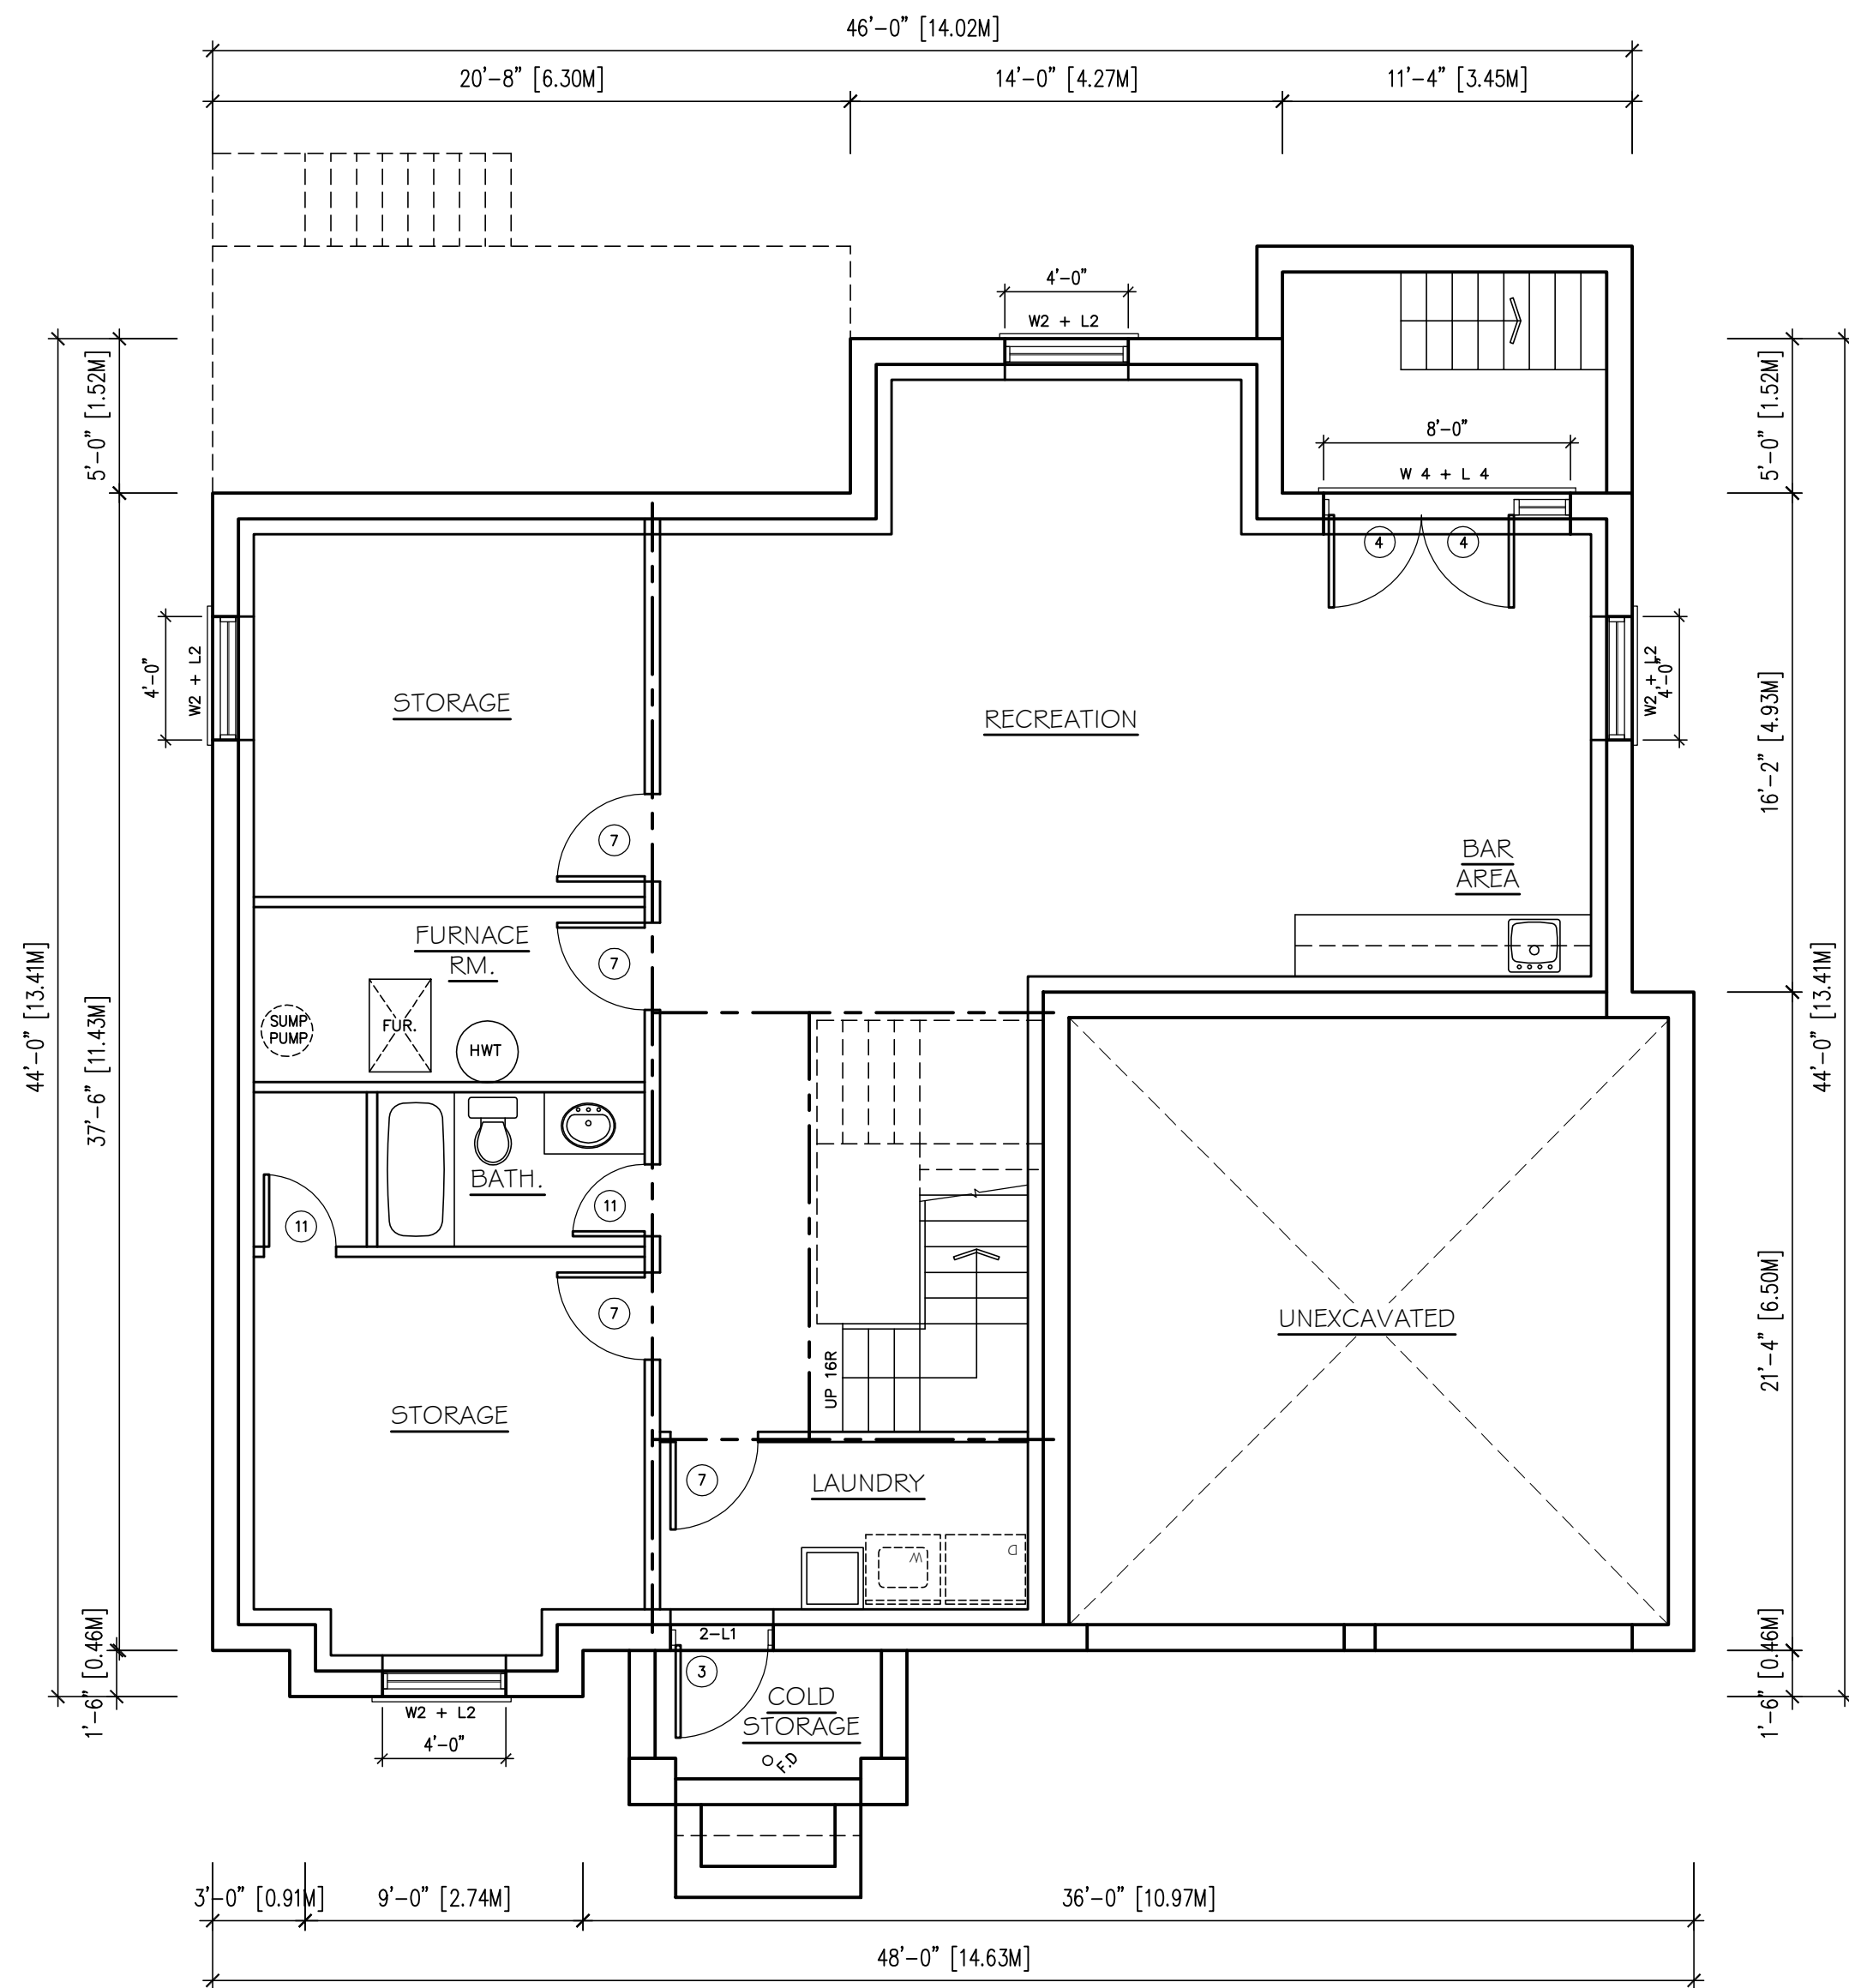 46'-0" [14.02M]
20'-8" [6.30M]
14'-0" [4.27M]
11'-4" [3.45M]
4'-0"
W2 + L2
5'-0" [1.52M]
5'-0" [1.52M]
8'-0"
W 4 + L 4
4
4
4'-0"
W2 + L2
STORAGE
RECREATION
W2 + L2
4'-0"
16'-2" [4.93M]
7
BAR
AREA
FURNACE
RM.
7
SUMP
PUMP
FUR.
HWT
44'-0" [13.41M]
37'-6" [11.43M]
44'-0" [13.41M]
BATH.
11
11
7
UNEXCAVATED
21'-4" [6.50M]
UP 16R
STORAGE
7
LAUNDRY
W
D
2-L1
3
1'-6" [0.46M]
1'-6" [0.46M]
COLD
STORAGE
W2 + L2
4'-0"
F.D
3'-0" [0.91M]
9'-0" [2.74M]
36'-0" [10.97M]
48'-0" [14.63M]